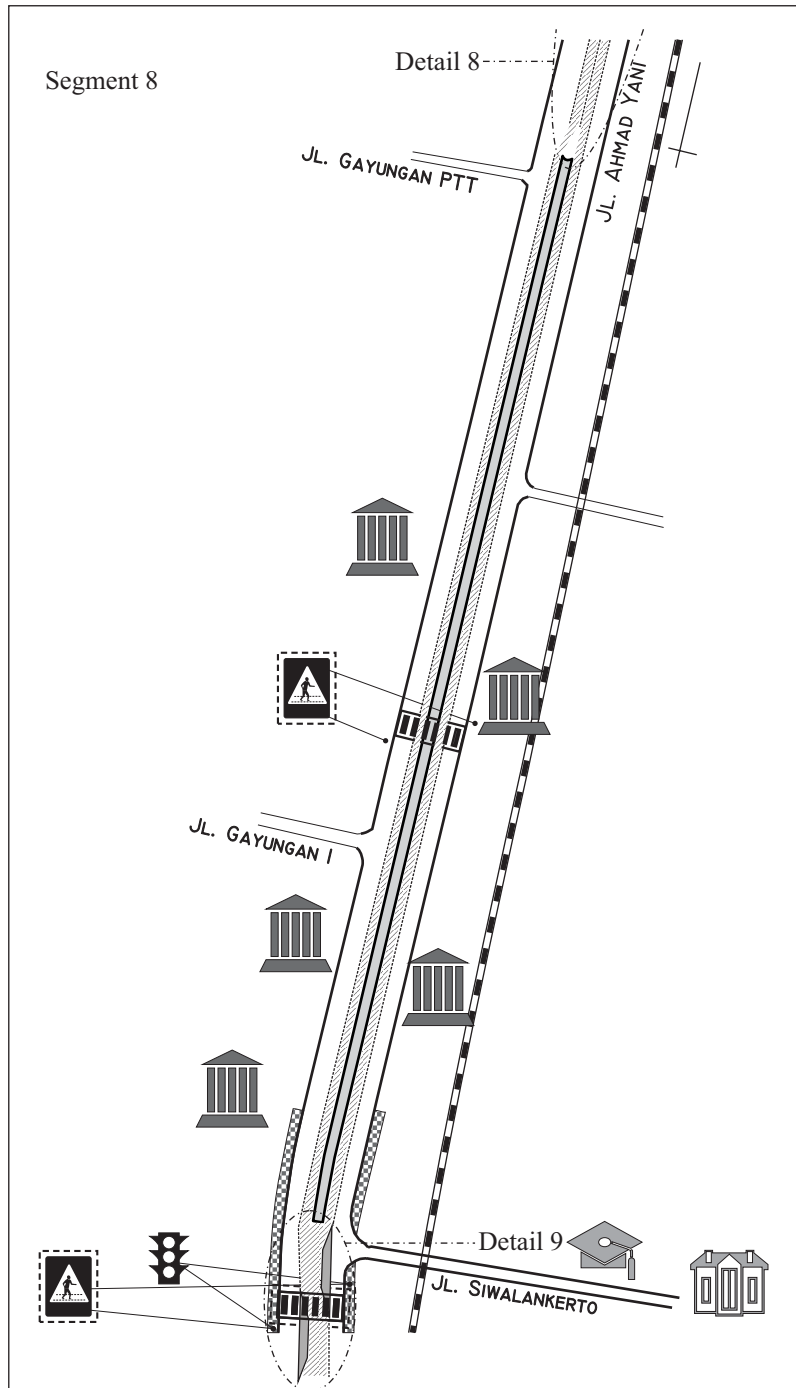 Segment 8
Detail 8
JL. AHMAD YANI
JL. GAYUNGAN PTT
JL. GAYUNGAN I
Detail 9
JL. SIWALANKERTO